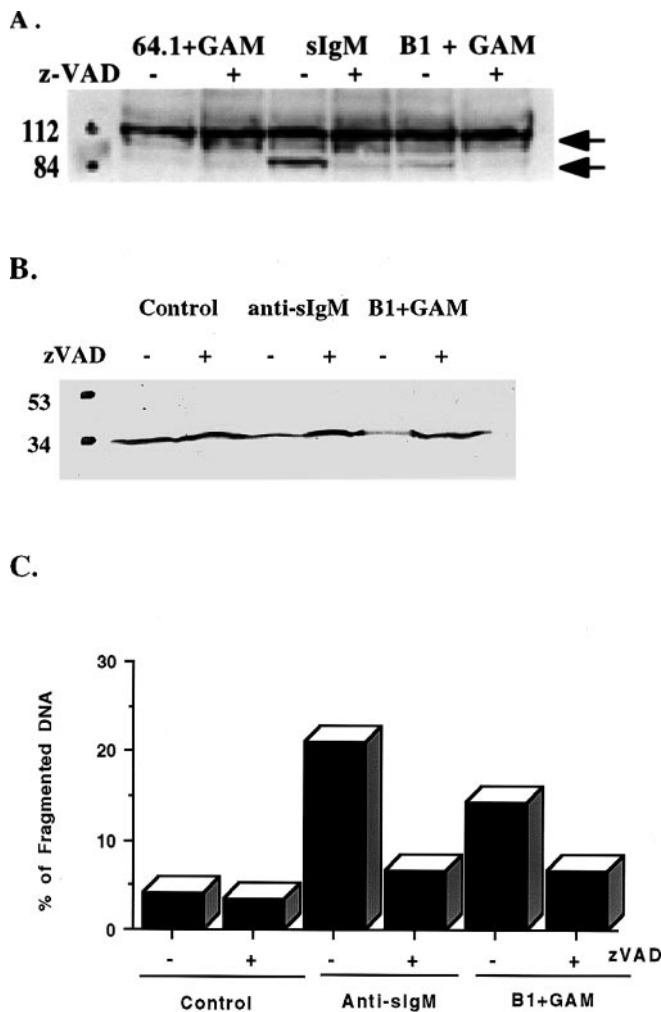 A .
64.1+GAM sIgM B1 + GAM
z-VAD - + - + - +
112
84
B.
Control anti-sIgM B1+GAM
zVAD - + - + - +
53
34
C.
30
20
10
0
% of Fragmented DNA
- + - + - + zVAD
Control Anti-sIgM B1+GAM